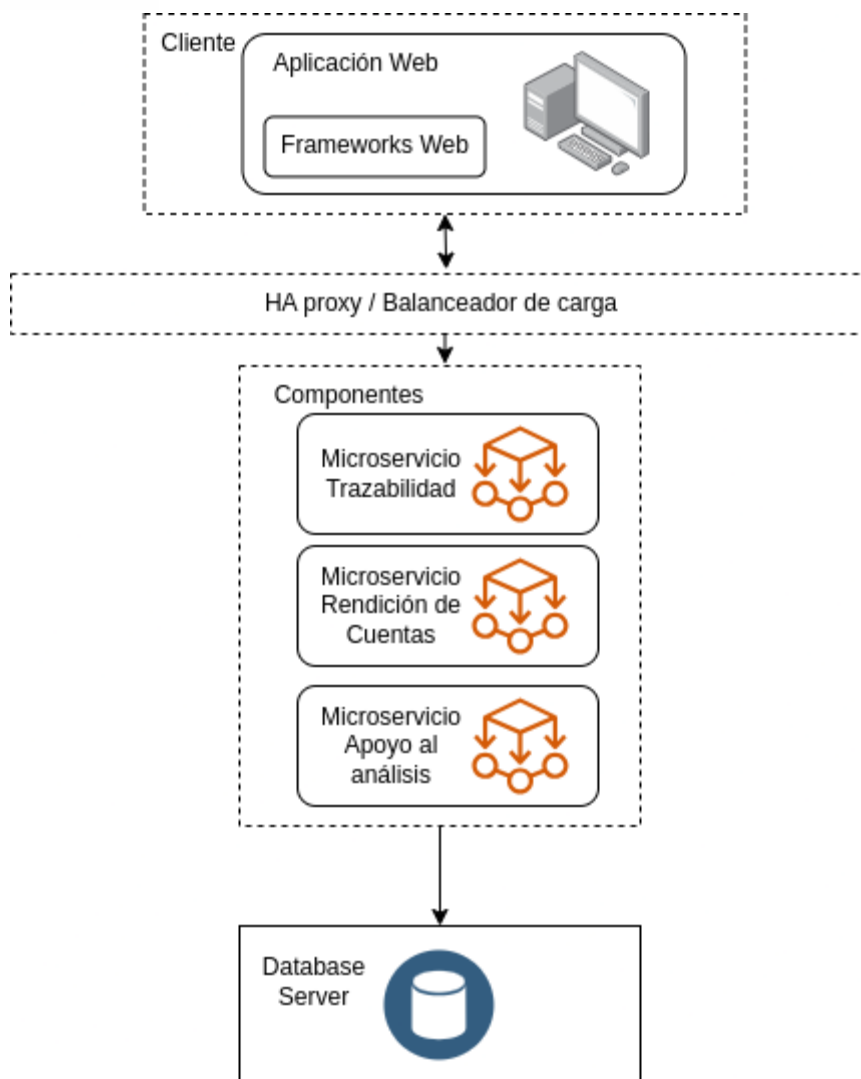 Cliente
Aplicación Web
Frameworks Web
HA proxy / Balanceador de carga
Componentes
Microservicio
Trazabilidad
Microservicio
Rendición de
Cuentas
Microservicio
Apoyo al
análisis
Database
Server